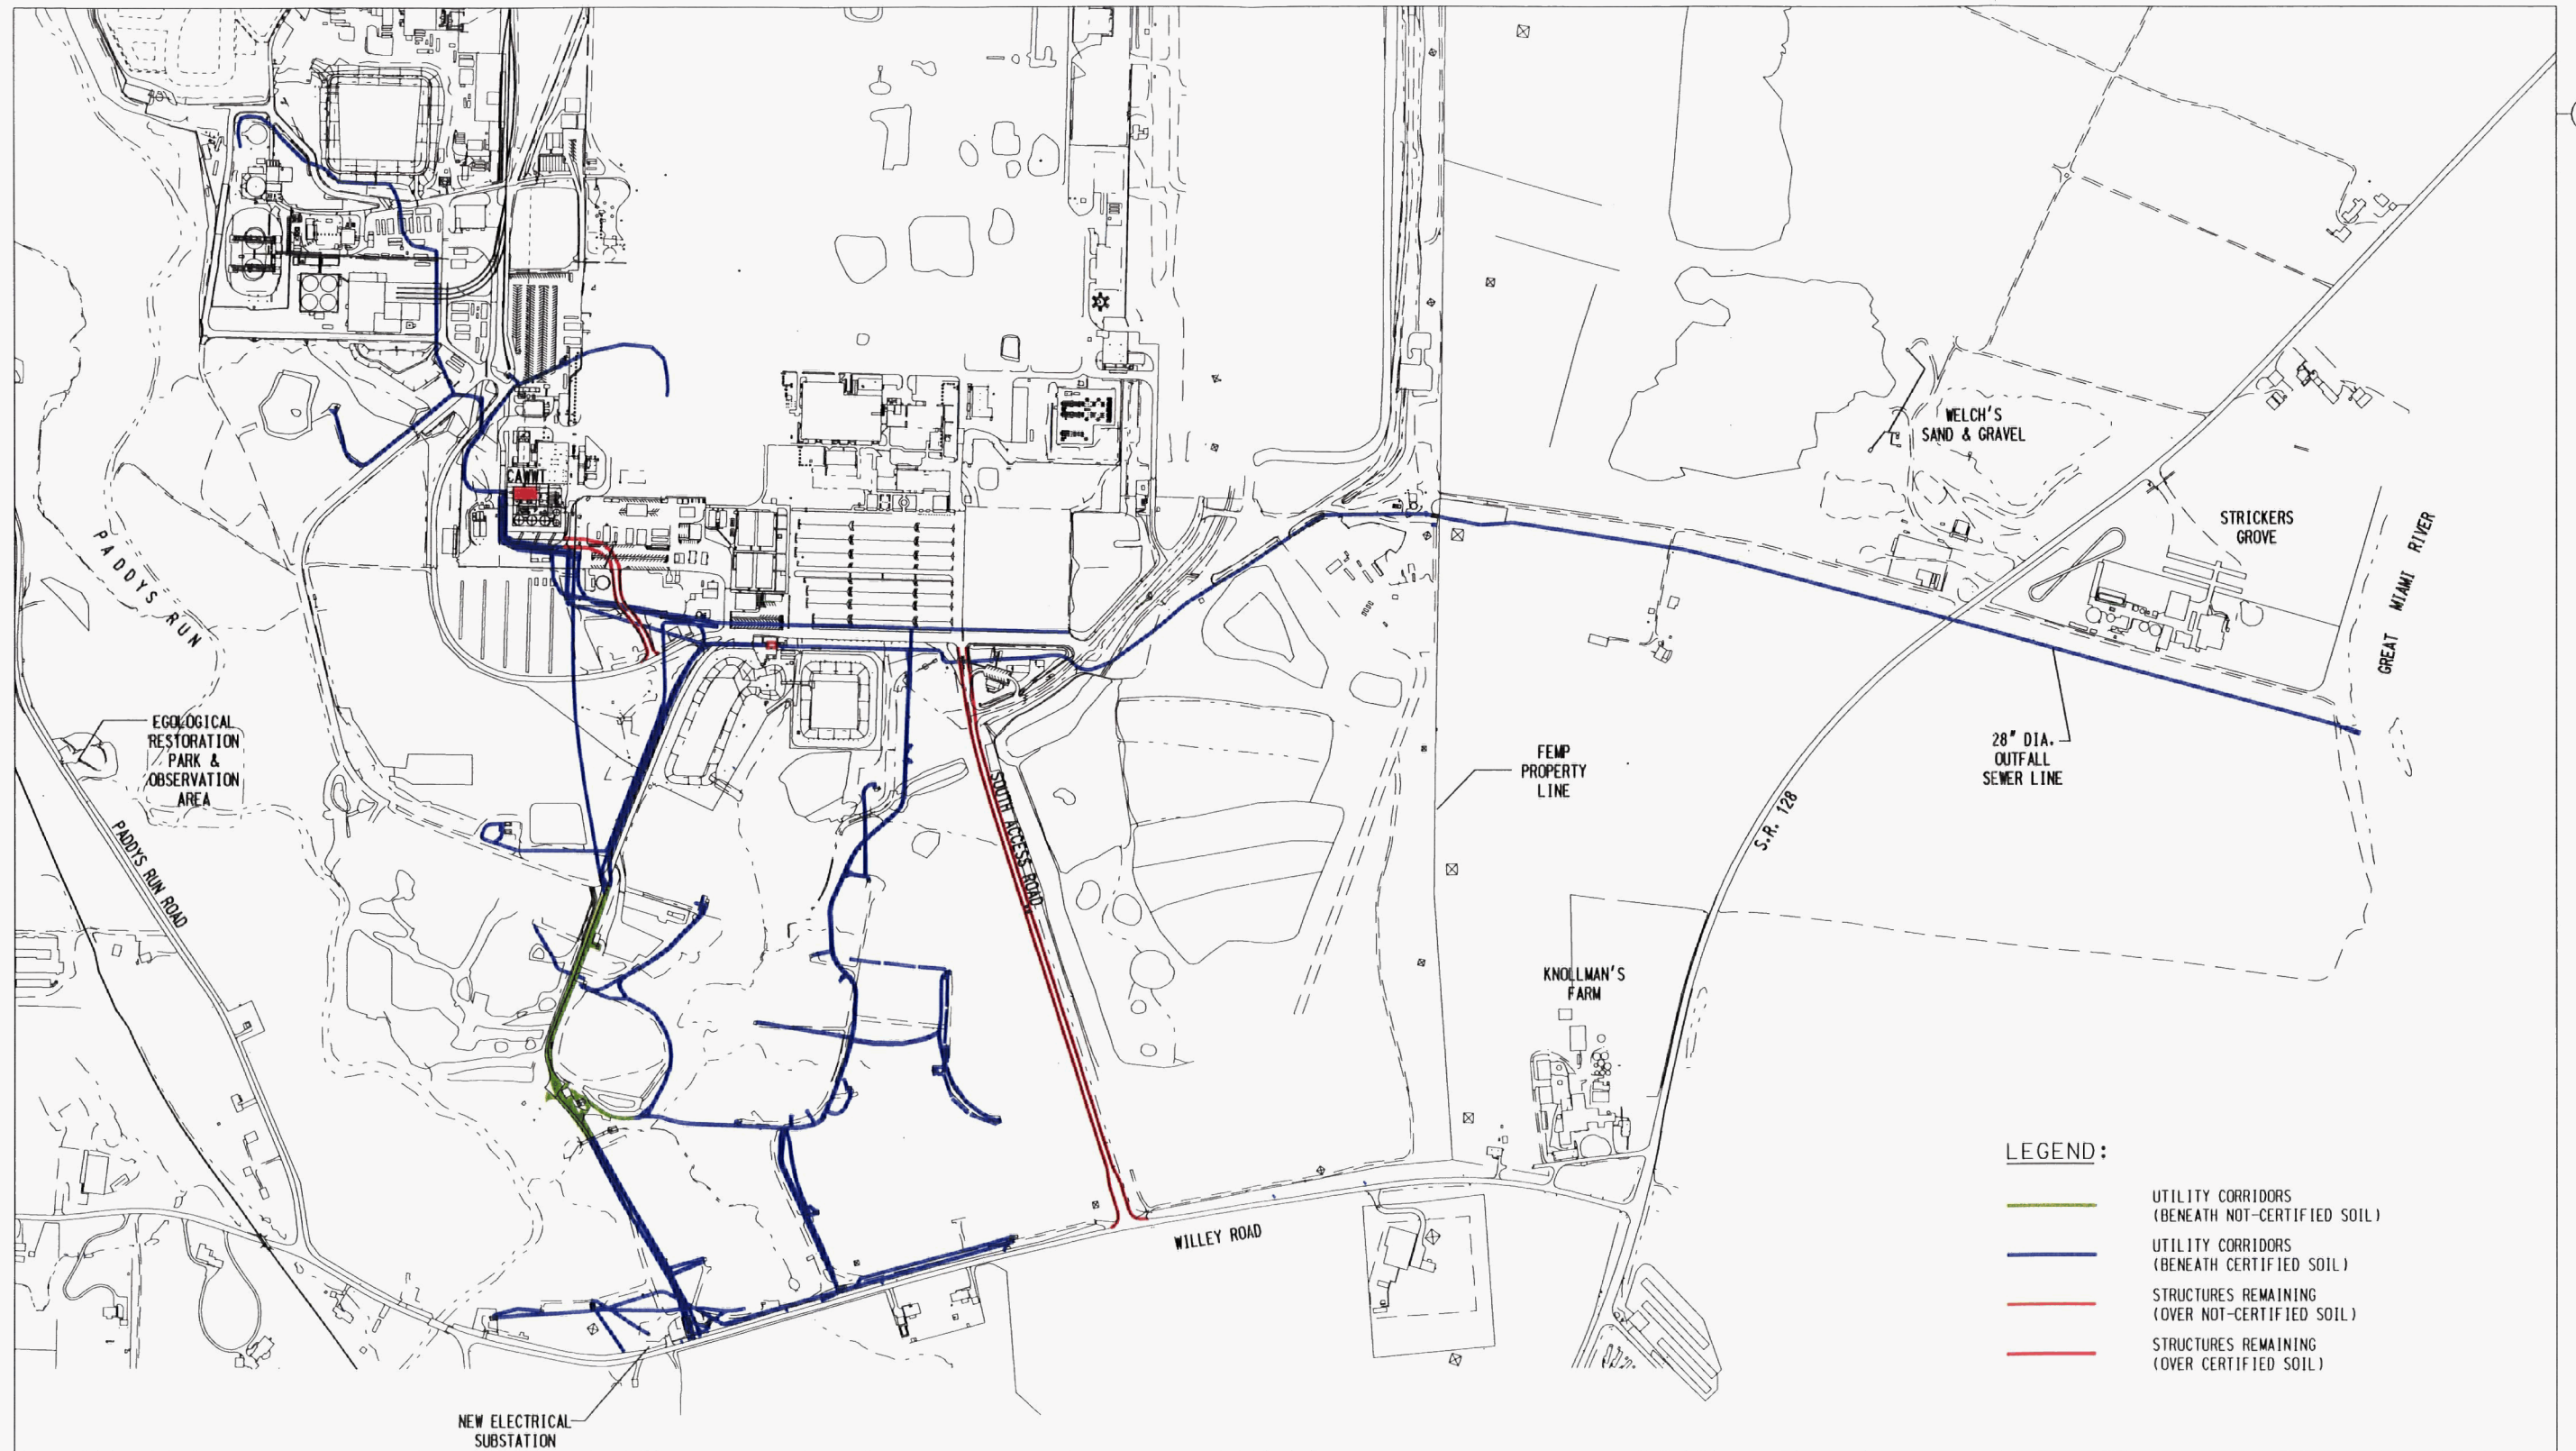 WELCH'S
SAND & GRAVEL
CAWWT
STRICKERS
GROVE
GREAT MIAMI RIVER
PADDYS RUN
EGOLOGICAL
RESTORATION
PARK &
OBSERVATION
AREA
PADDYS RUN ROAD
SOUTH ACCESS ROAD
FEMP
PROPERTY
LINE
28" DIA.
OUTFALL
SEWER LINE
S.R. 128
KNOLLMAN'S
FARM
WILLEY ROAD
NEW ELECTRICAL
SUBSTATION
LEGEND:
UTILITY CORRIDORS
(BENEATH NOT-CERTIFIED SOIL)
UTILITY CORRIDORS
(BENEATH CERTIFIED SOIL)
STRUCTURES REMAINING
(OVER NOT-CERTIFIED SOIL)
STRUCTURES REMAINING
(OVER CERTIFIED SOIL)